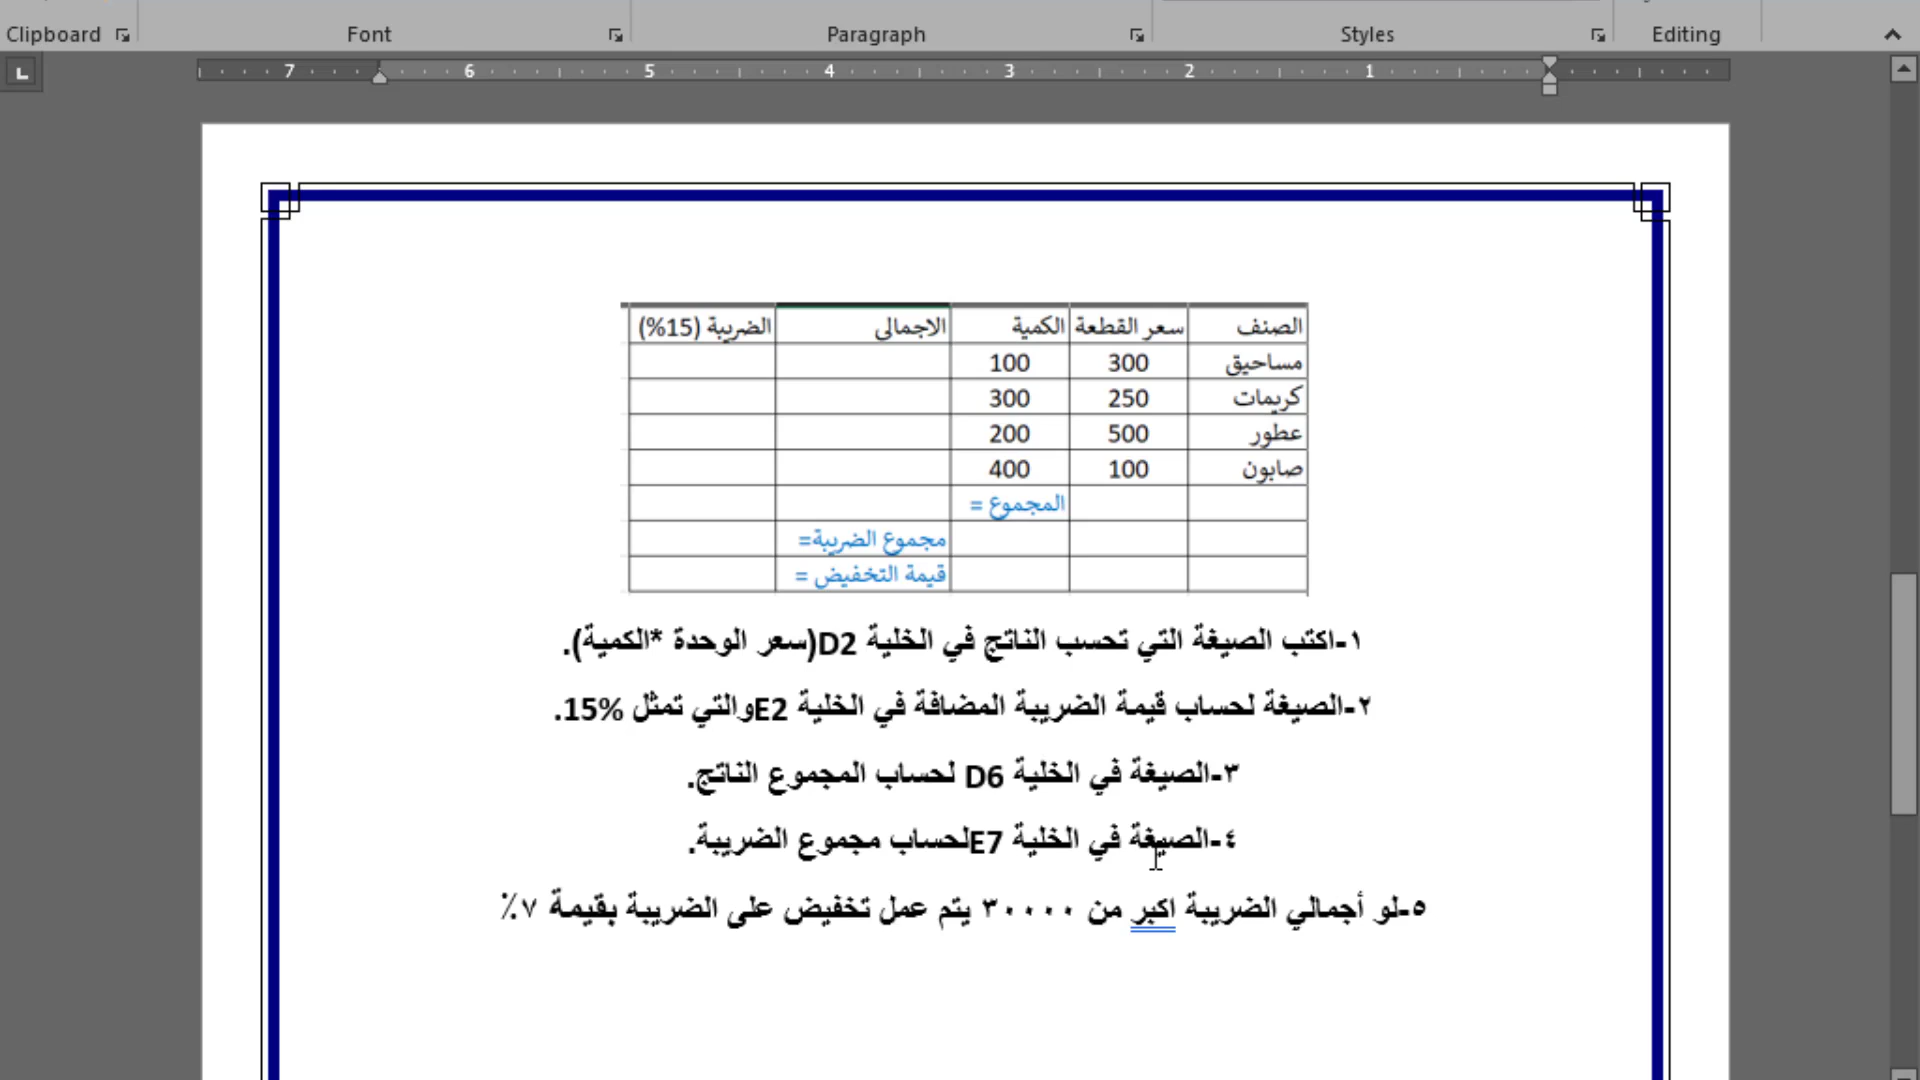 Clipboard Font Paragraph Styles Editing
7 6 5 4 3 2 1
الصنف سعر القطعة الكمية الاجمالى الضريبة (15%)
مساحيق 300 100
كريمات 250 300
عطور 500 200
صابون 100 400
المجموع =
مجموع الضريبة=
قيمة التخفيض =
١-اكتب الصيغة التي تحسب الناتج في الخلية D2(سعر الوحدة *الكمية).
٢-الصيغة لحساب قيمة الضريبة المضافة في الخلية E2والتي تمثل 15%.
٣-الصيغة في الخلية D6 لحساب المجموع الناتج.
٤-الصيغة في الخلية E7لحساب مجموع الضريبة.
٥-لو أجمالي الضريبة اكبر من ٣٠٠٠٠ يتم عمل تخفيض على الضريبة بقيمة ٧٪